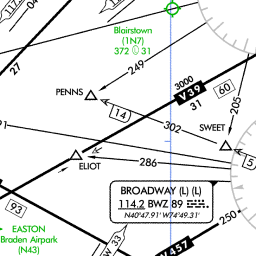 Blairstown
(1N7)
372 31
27
249
3000
V39
31
60
205
PENNS
14
302
SWEET
5
91
286
ELIOT
BROADWAY (L) (L)
114.2 BWZ 89
N40°47.91' W74°49.31'
93
EASTON
Braden Airpark
(N43)
W 33
V457
250